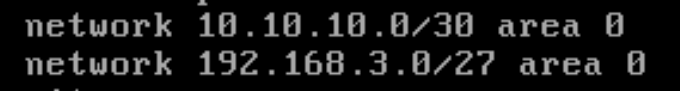 network 10.10.10.0/30 area 0
network 192.168.3.0/27 area 0